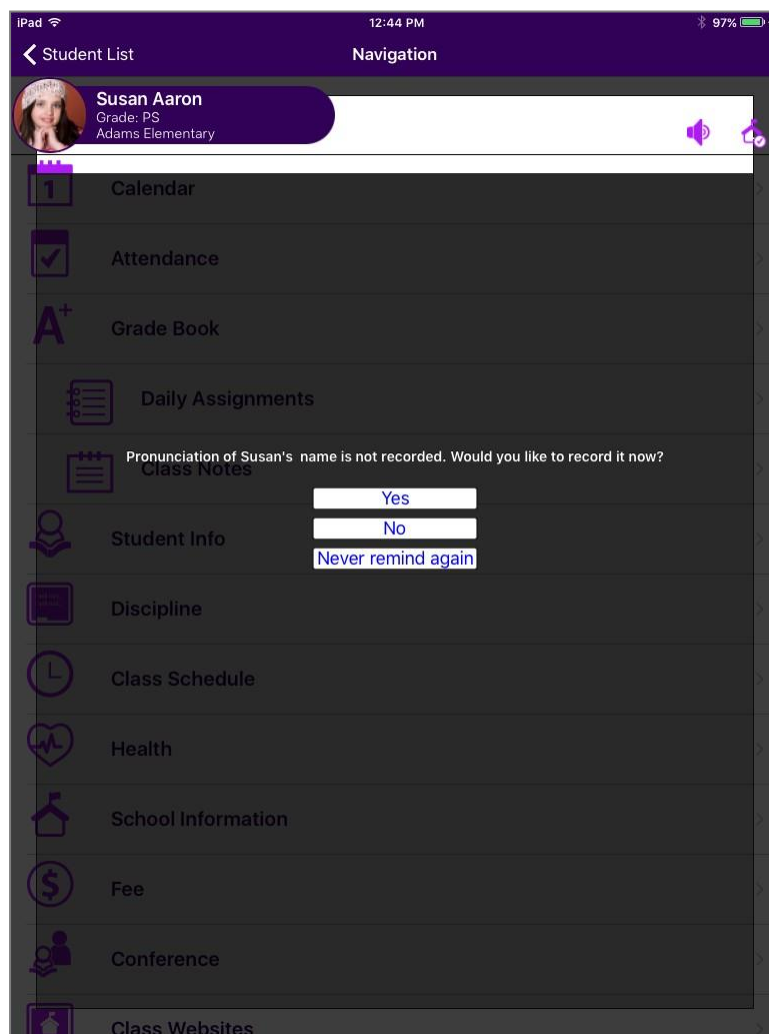 iPad 12:44 PM 97%
Student List Navigation
Susan Aaron
Grade: PS
Adams Elementary
1 Calendar
Attendance
A+ Grade Book
Daily Assignments
Pronunciation of Susan's name is not recorded. Would you like to record it now?
Class Notes
Yes
No
Never remind again
Student Info
Discipline
Class Schedule
Health
School Information
$ Fee
Conference
Class Websites